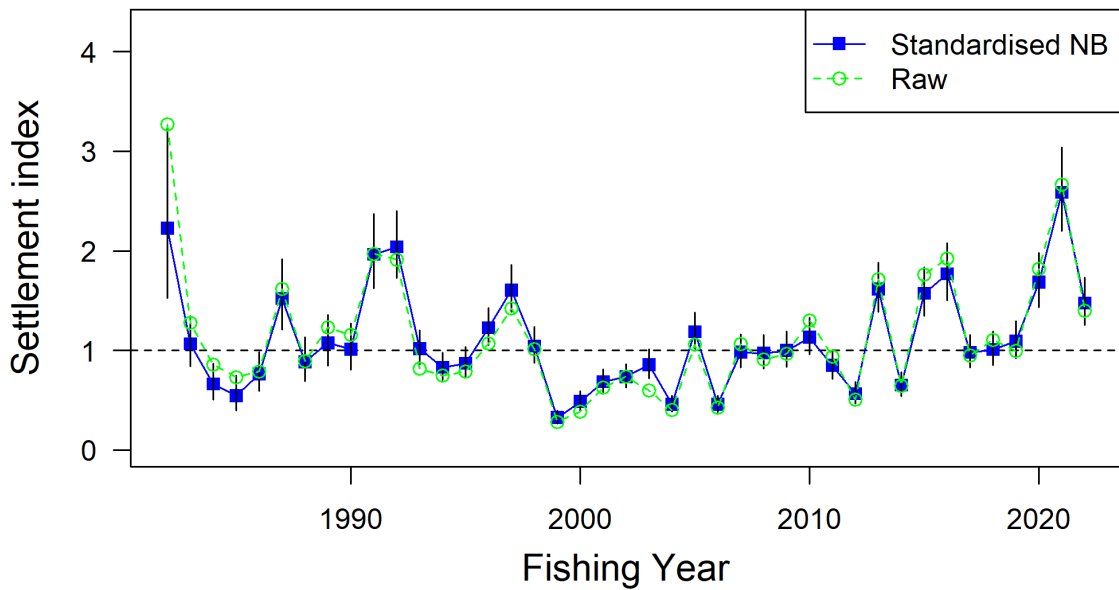 Standardised NB
Raw
Settlement index
4
3
2
1
0
1990 2000 2010 2020
Fishing Year